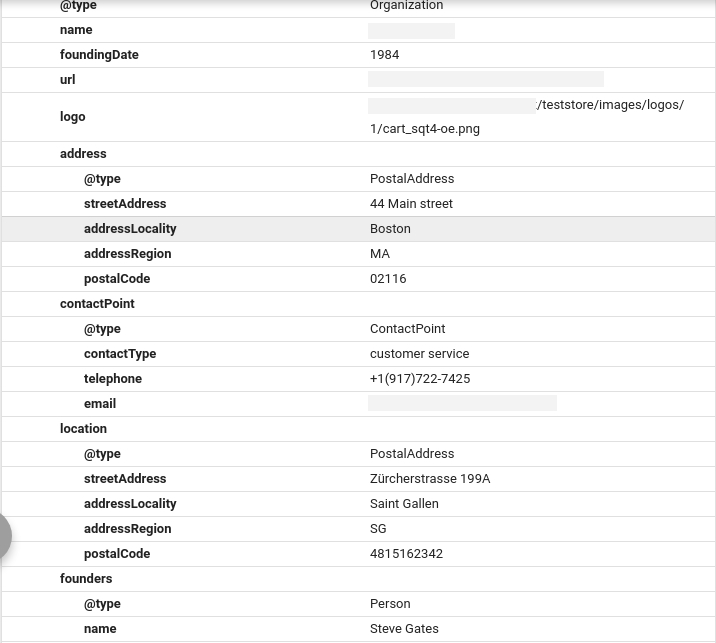 @type Organization
name
foundingDate 1984
url
logo :/teststore/images/logos/
1/cart_sqt4-oe.png
address
@type PostalAddress
streetAddress 44 Main street
addressLocality Boston
addressRegion MA
postalCode 02116
contactPoint
@type ContactPoint
contactType customer service
telephone +1(917)722-7425
email
location
@type PostalAddress
streetAddress Zürcherstrasse 199A
addressLocality Saint Gallen
addressRegion SG
postalCode 4815162342
founders
@type Person
name Steve Gates